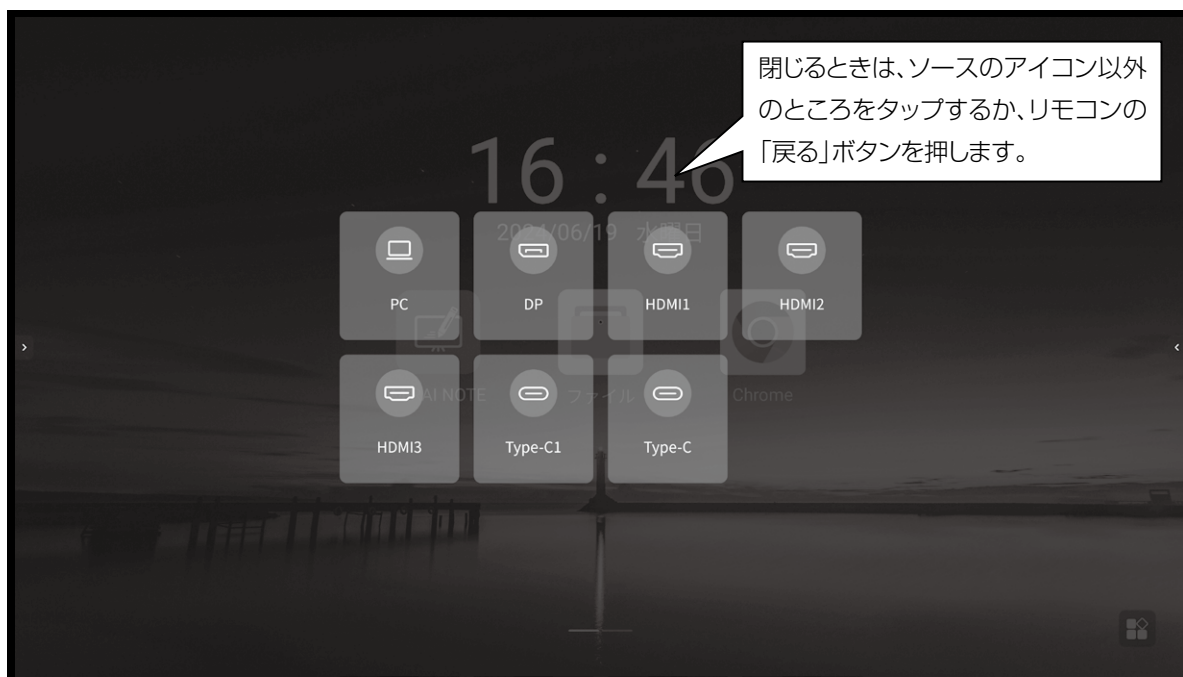 閉じるときは、ソースのアイコン以外
のところをタップするか、リモコンの
「戻る」ボタンを押します。
16 : 46
2024/06/19 水曜日
PC
DP
HDMI1
HDMI2
AI NOTE
ファイル
Chrome
HDMI3
Type-C1
Type-C